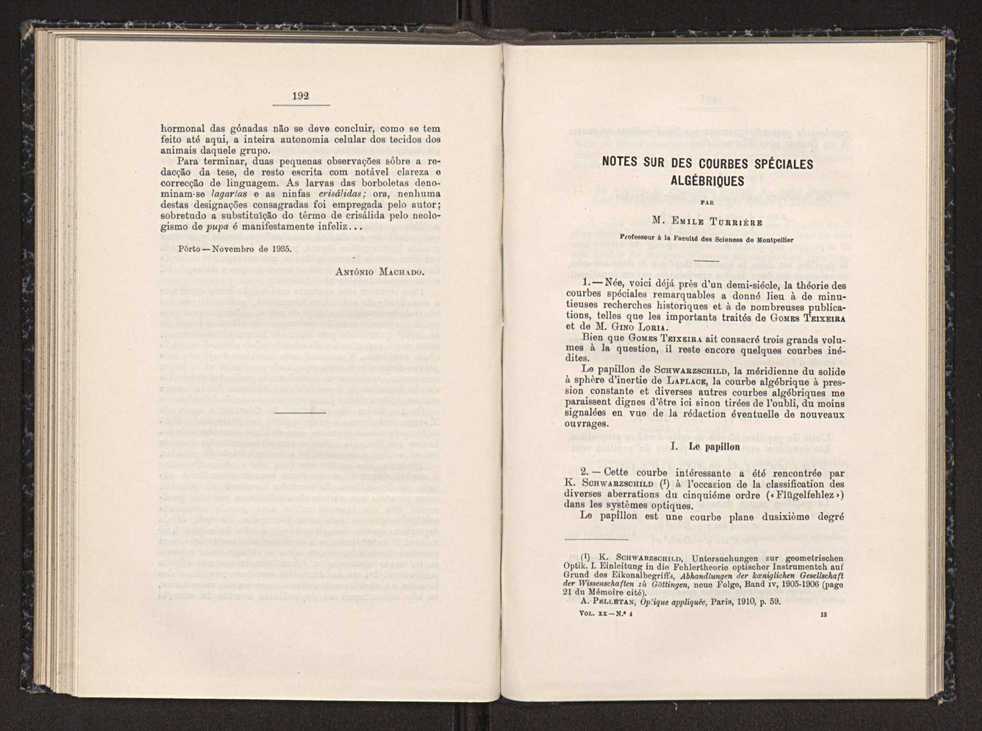 192
hormonal das gónadas não se deve concluir, como se tem
feito até aqui, a inteira autonomia celular dos tecidos dos
animais daquele grupo.
Para terminar, duas pequenas observações sôbre a re-
dacção da tese, de resto escrita com notável clareza e
correcção de linguagem. As larvas das borboletas deno-
minam-se lagartas e as ninfas crisálidas; ora, nenhuma
destas designações consagradas foi empregada pelo autor;
sobretudo a substituïção do têrmo de crisálida pelo neolo-
gismo de pupa é manifestamente infeliz...
Pôrto — Novembro de 1935.
António Machado.
NOTES SUR DES COURBES SPÉCIALES
ALGÉBRIQUES
PAR
M. Emile Turrière
Professeur à la Faculté des Sciences de Montpellier
1. — Née, voici déjá près d'un demi-siécle, la théorie des
courbes spéciales remarquables a donné lieu à de minu-
tieuses recherches historiques et à de nombreuses publica-
tions, telles que les importants traités de Gomes Teixeira
et de M. Gino Loria.
Bien que Gomes Teixeira ait consacré trois grands volu-
mes à la question, il reste encore quelques courbes iné-
dites.
Le papillon de Schwarzschild, la méridienne du solide
à sphère d'inertie de Laplace, la courbe algébrique à pres-
sion constante et diverses autres courbes algébriques me
paraissent dignes d'être ici sinon tirées de l'oubli, du moins
signalées en vue de la rédaction éventuelle de nouveaux
ouvrages.
I. Le papillon
2. — Cette courbe intéressante a été rencontrée par
K. Schwarzschild (1) à l'occasion de la classification des
diverses aberrations du cinquiéme ordre («Flügelfehlez»)
dans les systèmes optiques.
Le papillon est une courbe plane dusixième degré
(1) K. Schwarzschild, Untersuchungen zur geometrischen
Optik. I. Einleitung in die Fehlertheorie optischer Instrumentch auf
Grund des Eikonalbegriffs, Abhandlungen der kœniglichen Gesellschaft
der Wissenschaften zù Göttingen, neue Folge, Band iv, 1905-1906 (page
21 du Mémoire cité).
A. Pelletan, Optique appliquée, Paris, 1910, p. 59.
Vol. xx — N.º 4 13